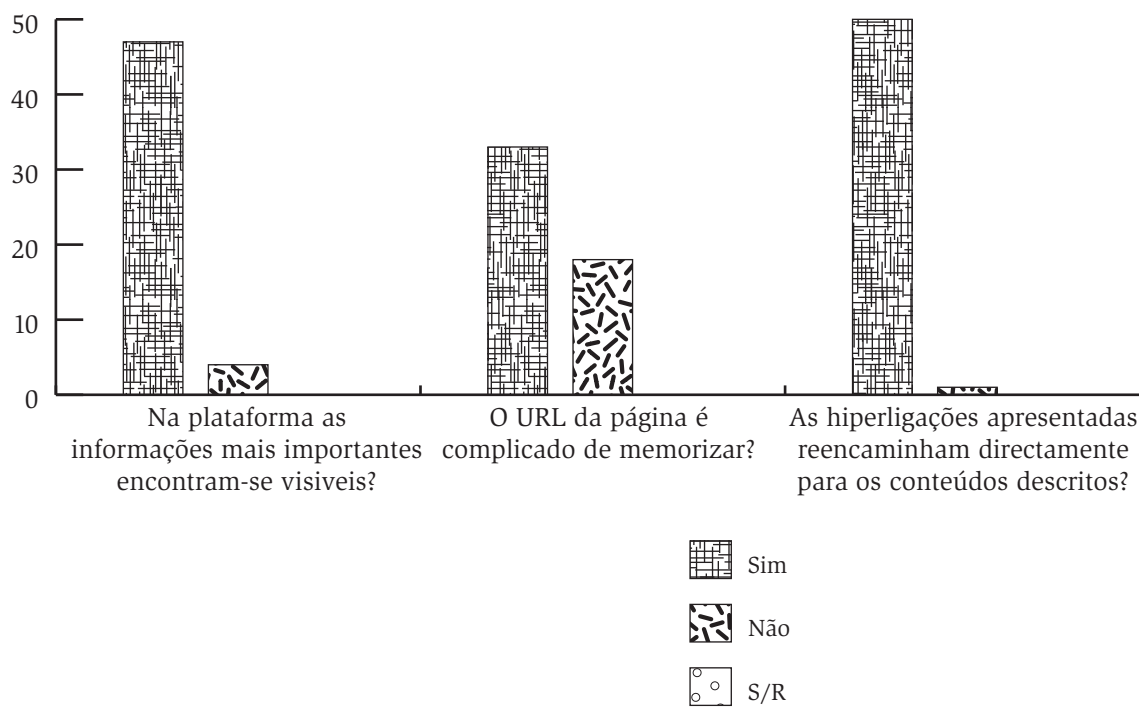 50
40
30
20
10
0
Na plataforma as
informações mais importantes
encontram-se visiveis?
O URL da página é
complicado de memorizar?
As hiperligações apresentadas
reencaminham directamente
para os conteúdos descritos?
Sim
Não
S/R